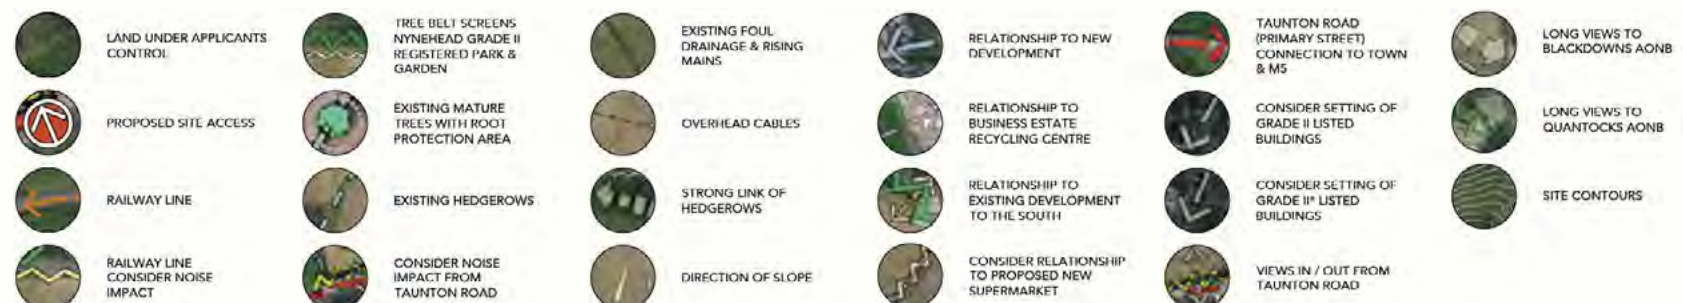 LAND UNDER APPLICANTS
CONTROL
PROPOSED SITE ACCESS
RAILWAY LINE
RAILWAY LINE
CONSIDER NOISE
IMPACT
TREE BELT SCREENS
NYNEHEAD GRADE II
REGISTERED PARK &
GARDEN
EXISTING MATURE
TREES WITH ROOT
PROTECTION AREA
EXISTING HEDGEROWS
CONSIDER NOISE
IMPACT FROM
TAUNTON ROAD
EXISTING FOUL
DRAINAGE & RISING
MAINS
OVERHEAD CABLES
STRONG LINK OF
HEDGEROWS
DIRECTION OF SLOPE
RELATIONSHIP TO NEW
DEVELOPMENT
RELATIONSHIP TO
BUSINESS ESTATE
RECYCLING CENTRE
RELATIONSHIP TO
EXISTING DEVELOPMENT
TO THE SOUTH
CONSIDER RELATIONSHIP
TO PROPOSED NEW
SUPERMARKET
TAUNTON ROAD
(PRIMARY STREET)
CONNECTION TO TOWN
& M5
CONSIDER SETTING OF
GRADE II LISTED
BUILDINGS
CONSIDER SETTING OF
GRADE II* LISTED
BUILDINGS
VIEWS IN / OUT FROM
TAUNTON ROAD
LONG VIEWS TO
BLACKDOWNS AONB
LONG VIEWS TO
QUANTOCKS AONB
SITE CONTOURS